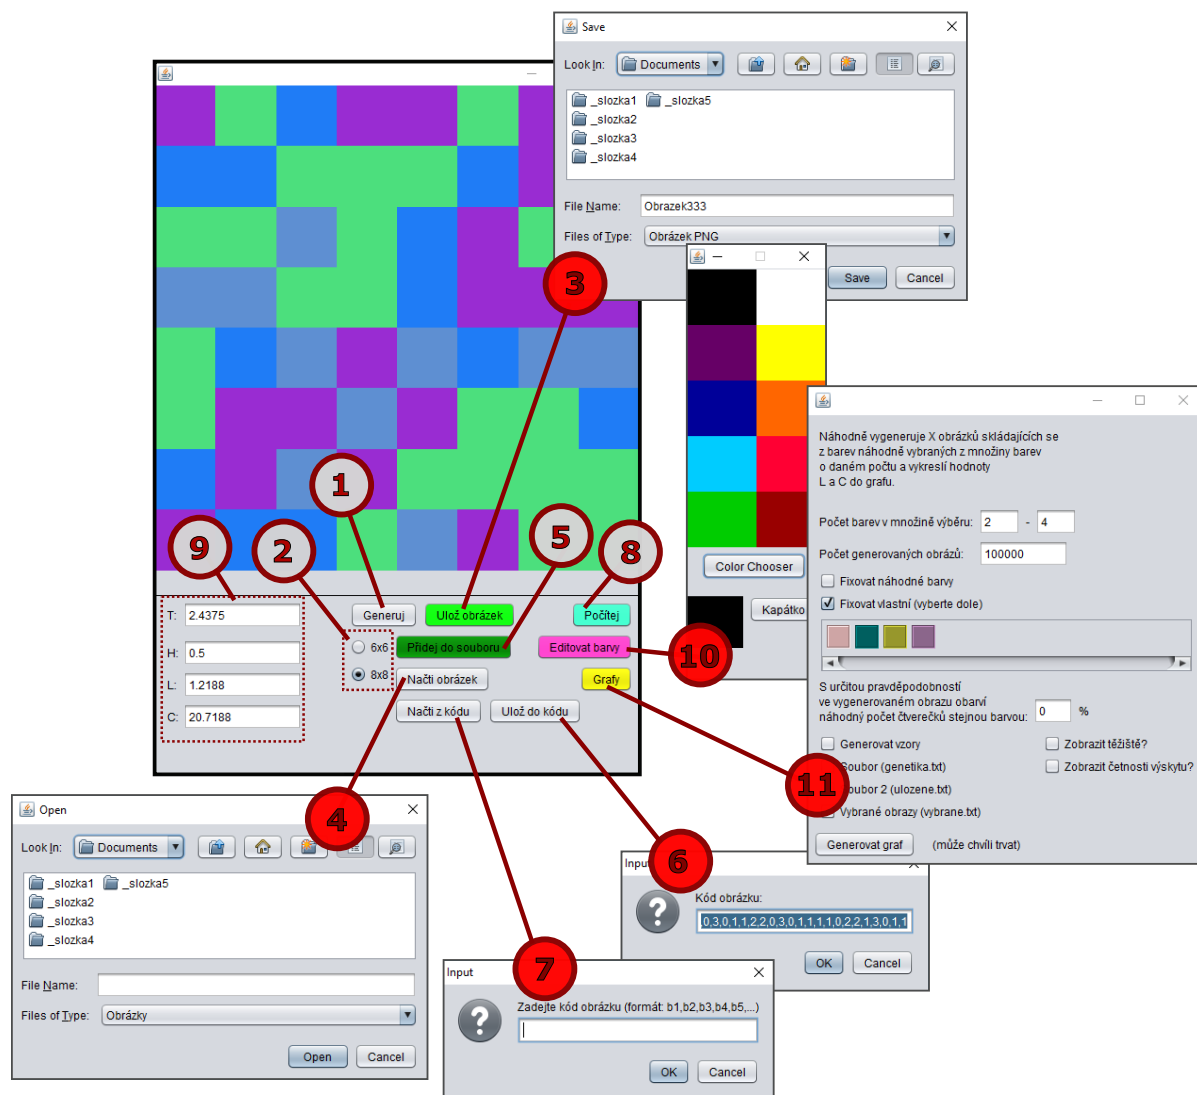 Save
Look In: Documents
_slozka1 _slozka5
_slozka2
_slozka3
_slozka4
File Name: Obrazek333
Files of Type: Obrázek PNG
Save Cancel
3
1
2
9
5
8
T: 2.4375
H: 0.5
L: 1.2188
C: 20.7188
Generuj Ulož obrázek Počítej
6x6 Přidej do souboru Editovat barvy
8x8 Načti obrázek Grafy
Načti z kódu Ulož do kódu
10
Color Chooser
Kapátko
Náhodně vygeneruje X obrázků skládajících se
z barev náhodně vybraných z množiny barev
o daném počtu a vykreslí hodnoty
L a C do grafu.
Počet barev v množině výběru: 2 - 4
Počet generovaných obrázů: 100000
Fixovat náhodné barvy
Fixovat vlastní (vyberte dole)
S určitou pravděpodobností
ve vygenerovaném obrazu obarví
náhodný počet čtverečků stejnou barvou: 0 %
Generovat vzory Zobrazit těžiště?
Soubor (genetika.txt) Zobrazit četnosti výskytu?
oubor 2 (ulozene.txt)
Vybrané obrazy (vybrane.txt)
Generovat graf (může chvíli trvat)
11
4
Open
Look In: Documents
_slozka1 _slozka5
_slozka2
_slozka3
_slozka4
File Name:
Files of Type: Obrázky
Open Cancel
6
Inpu
Kód obrázku:
0,3,0,1,1,2,2,0,3,0,1,1,1,1,0,2,2,1,3,0,1,1
OK Cancel
7
Input
Zadejte kód obrázku (formát: b1,b2,b3,b4,b5,...)
OK Cancel